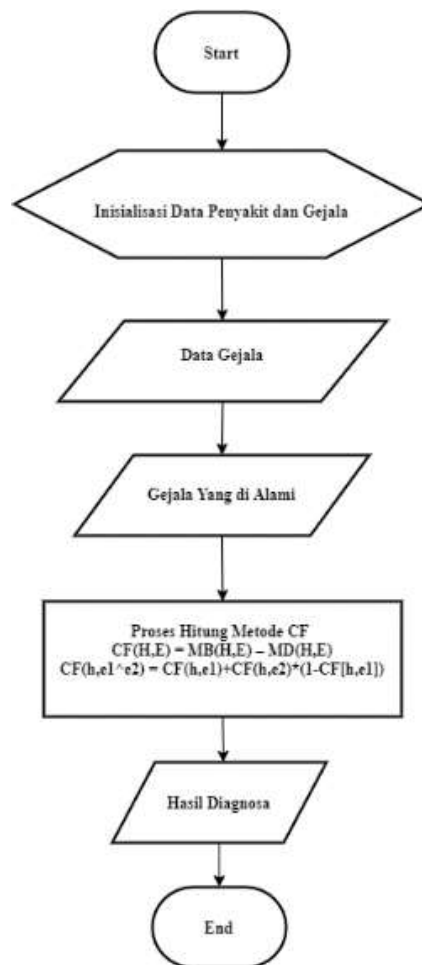 Start
Inisialisasi Data Penyakit dan Gejala
Data Gejala
Gejala Yang di Alami
Proses Hitung Metode CF
CF(H,E) = MB(H,E) – MD(H,E)
CF(h,e1^e2) = CF(h,e1)+CF(h,e2)*(1-CF[h,e1])
Hasil Diagnosa
End